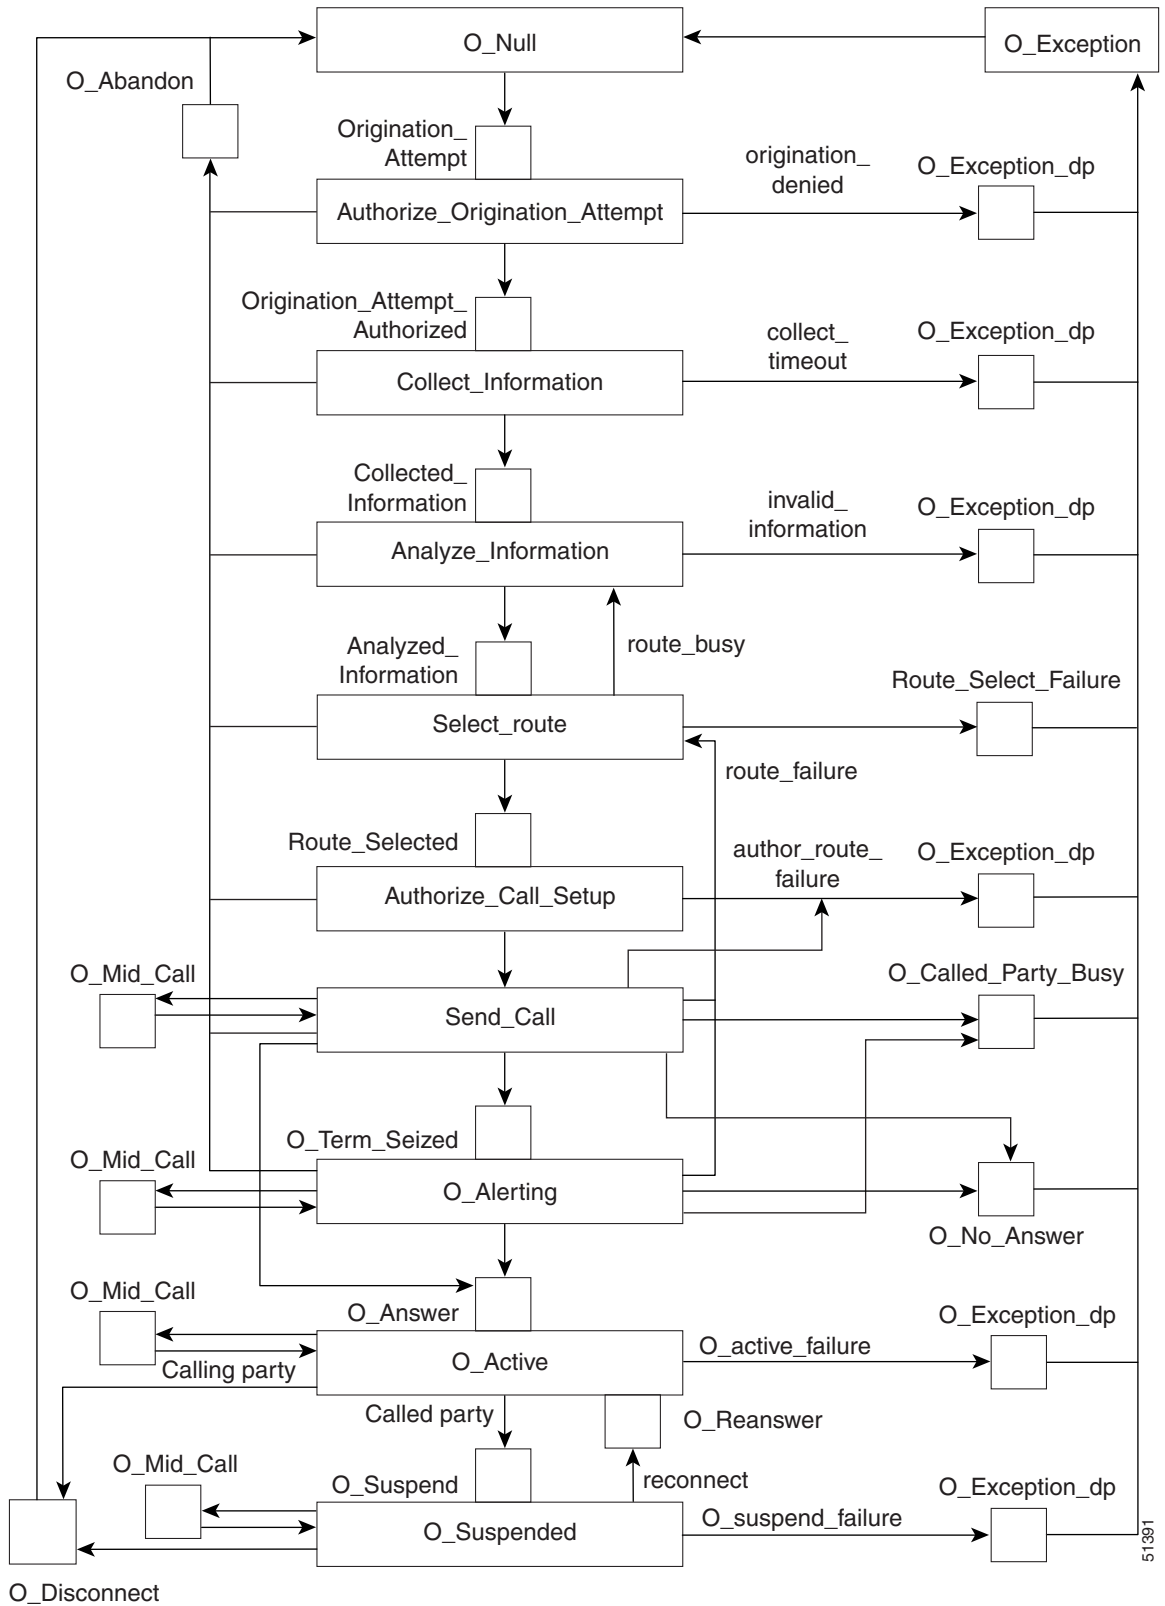 O_Null
O_Exception
O_Abandon
Origination_
Attempt
origination_
denied
O_Exception_dp
Authorize_Origination_Attempt
Origination_Attempt_
Authorized
collect_
timeout
O_Exception_dp
Collect_Information
Collected_
Information
invalid_
information
O_Exception_dp
Analyze_Information
Analyzed_
Information
route_busy
Route_Select_Failure
Select_route
route_failure
Route_Selected
author_route_
failure
O_Exception_dp
Authorize_Call_Setup
O_Mid_Call
O_Called_Party_Busy
Send_Call
O_Term_Seized
O_Mid_Call
O_Alerting
O_No_Answer
O_Mid_Call
O_Answer
O_Exception_dp
O_Active
O_active_failure
Calling party
Called party
O_Reanswer
O_Mid_Call
O_Suspend
reconnect
O_Exception_dp
O_Suspended
O_suspend_failure
51391
O_Disconnect